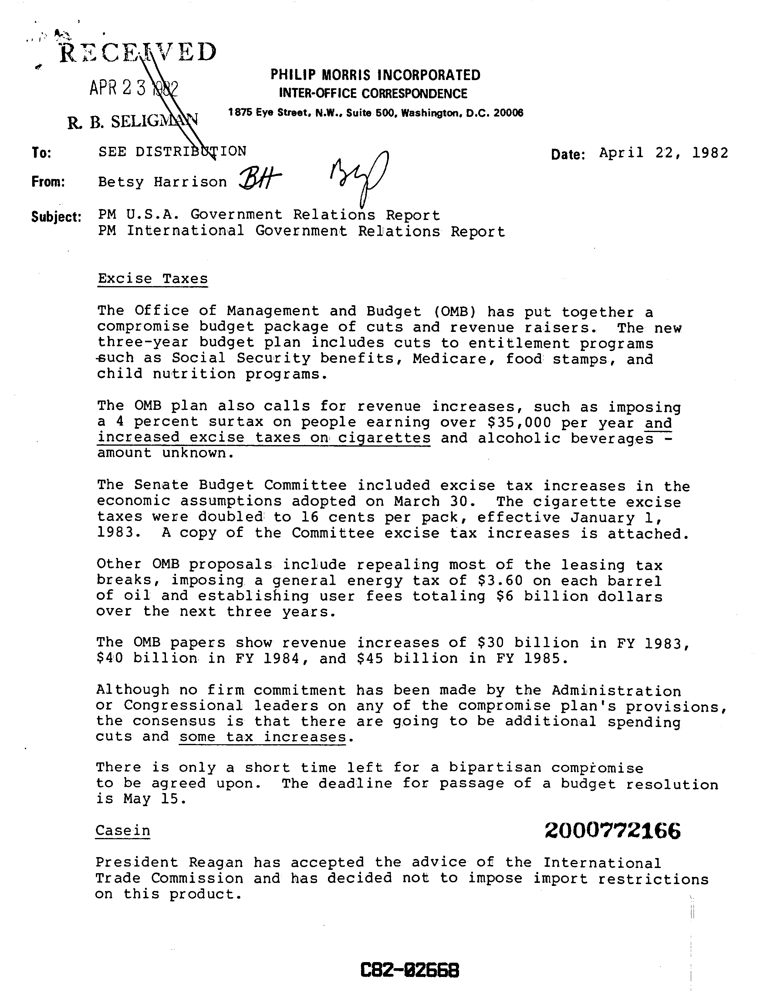 RECEIVED
APR 23 1982
R. B. SELIGMAN
PHILIP MORRIS INCORPORATED
INTER-OFFICE CORRESPONDENCE
1875 Eye Street, N.W., Suite 500, Washington, D.C. 20006
To: SEE DISTRIBUTION Date: April 22, 1982
From: Betsy Harrison BH
Subject: PM U.S.A. Government Relations Report
PM International Government Relations Report
Excise Taxes
The Office of Management and Budget (OMB) has put together a
compromise budget package of cuts and revenue raisers. The new
three-year budget plan includes cuts to entitlement programs
such as Social Security benefits, Medicare, food stamps, and
child nutrition programs.
The OMB plan also calls for revenue increases, such as imposing
a 4 percent surtax on people earning over $35,000 per year and
increased excise taxes on cigarettes and alcoholic beverages -
amount unknown.
The Senate Budget Committee included excise tax increases in the
economic assumptions adopted on March 30. The cigarette excise
taxes were doubled to 16 cents per pack, effective January 1,
1983. A copy of the Committee excise tax increases is attached.
Other OMB proposals include repealing most of the leasing tax
breaks, imposing a general energy tax of $3.60 on each barrel
of oil and establishing user fees totaling $6 billion dollars
over the next three years.
The OMB papers show revenue increases of $30 billion in FY 1983,
$40 billion in FY 1984, and $45 billion in FY 1985.
Although no firm commitment has been made by the Administration
or Congressional leaders on any of the compromise plan's provisions,
the consensus is that there are going to be additional spending
cuts and some tax increases.
There is only a short time left for a bipartisan compromise
to be agreed upon. The deadline for passage of a budget resolution
is May 15.
Casein
2000772166
President Reagan has accepted the advice of the International
Trade Commission and has decided not to impose import restrictions
on this product.
C82-02668